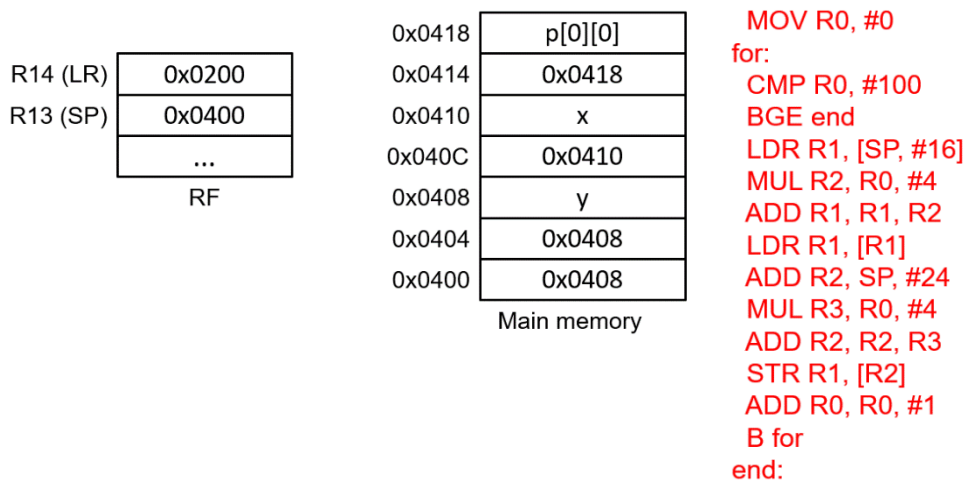 R14 (LR) 0x0200
R13 (SP) 0x0400
...
RF
0x0418 p[0][0]
0x0414 0x0418
0x0410 x
0x040C 0x0410
0x0408 y
0x0404 0x0408
0x0400 0x0408
Main memory
MOV R0, #0
for:
CMP R0, #100
BGE end
LDR R1, [SP, #16]
MUL R2, R0, #4
ADD R1, R1, R2
LDR R1, [R1]
ADD R2, SP, #24
MUL R3, R0, #4
ADD R2, R2, R3
STR R1, [R2]
ADD R0, R0, #1
B for
end: